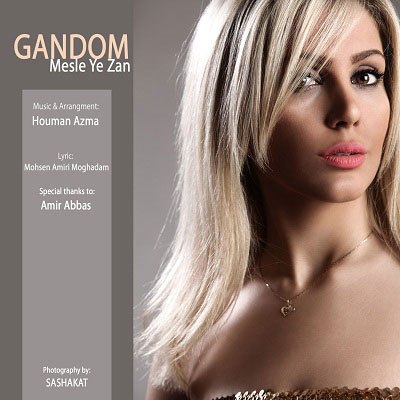 GANDOM
Mesle Ye Zan
Music & Arrangment:
Houman Azma
Lyric:
Mohsen Amiri Moghadam
Special thanks to:
Amir Abbas
Photography by:
SASHAKAT